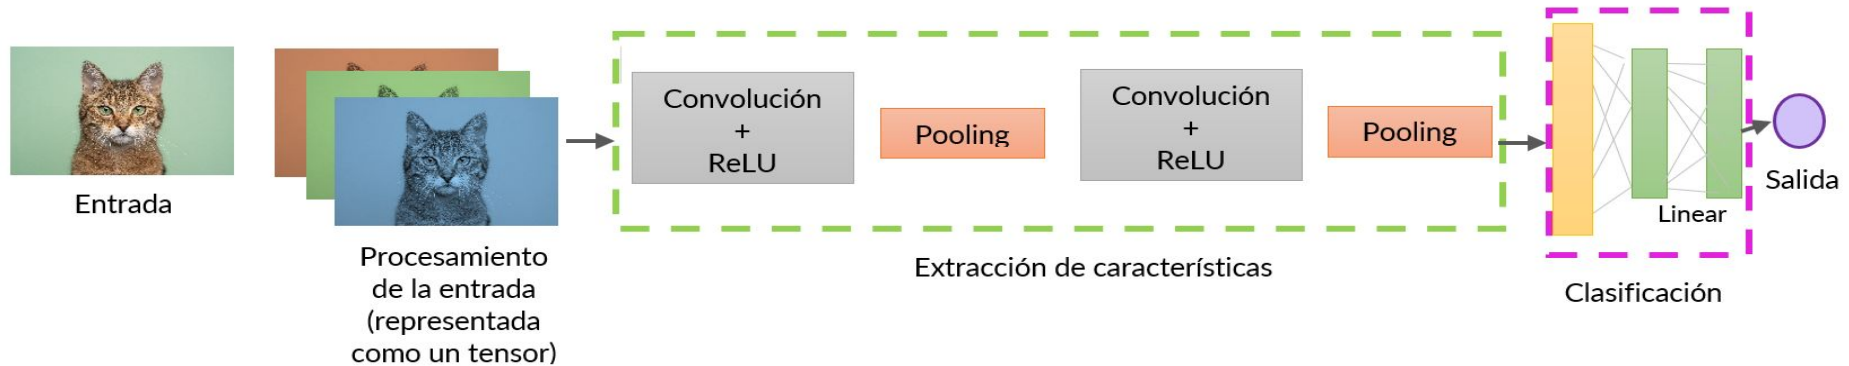 Entrada
Procesamiento
de la entrada
(representada
como un tensor)
Convolución
+
ReLU
Pooling
Convolución
+
ReLU
Pooling
Extracción de características
Linear
Clasificación
Salida